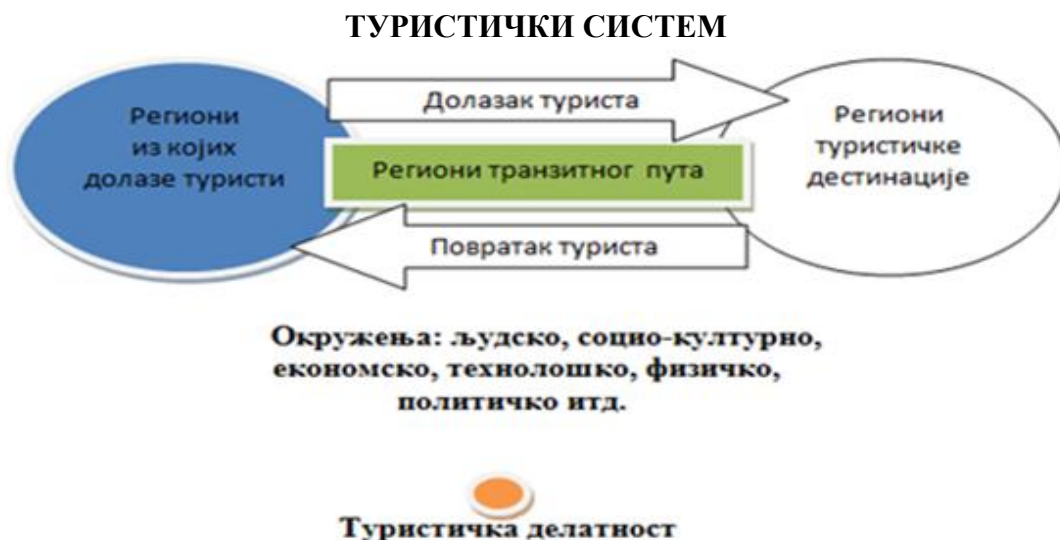 ТУРИСТИЧКИ СИСТЕМ
Региони
из којих
долазе туристи
Долазак туриста
Региони транзитног пута
Повратак туриста
Региони
туристичке
дестинације
Окружења: људско, социо-културно,
економско, технолошко, физичко,
политичко итд.
Туристичка делатност